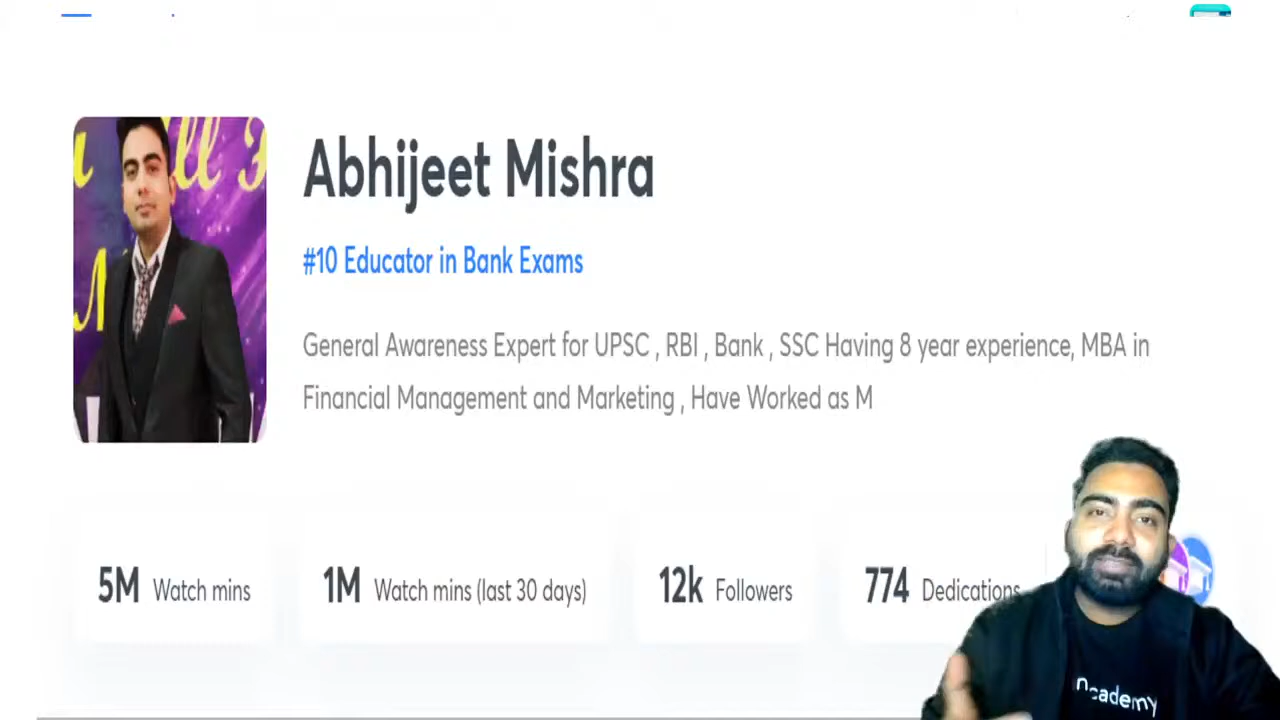 Abhijeet Mishra
#10 Educator in Bank Exams
General Awareness Expert for UPSC , RBI , Bank , SSC Having 8 year experience, MBA in
Financial Management and Marketing , Have Worked as M
5M Watch mins
1M Watch mins (last 30 days)
12k Followers
774 Dedications